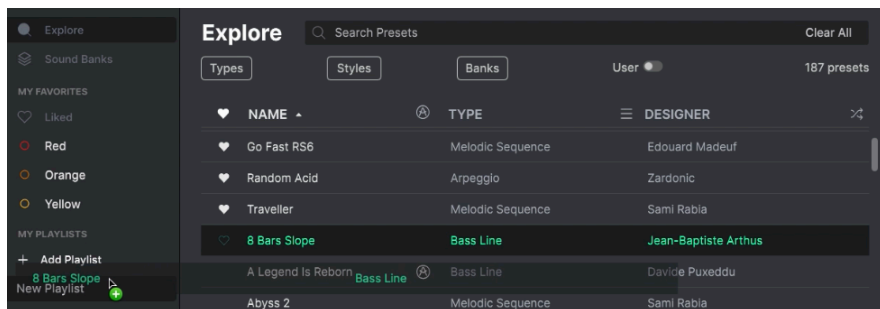 Explore
Sound Banks
MY FAVORITES
Liked
Red
Orange
Yellow
MY PLAYLISTS
+ Add Playlist
8 Bars Slope
New Playlist
Explore Search Presets Clear All
Types Styles Banks User 187 presets
NAME TYPE DESIGNER
Go Fast RS6 Melodic Sequence Edouard Madeuf
Random Acid Arpeggio Zardonic
Traveller Melodic Sequence Sami Rabia
8 Bars Slope Bass Line Jean-Baptiste Arthus
A Legend Is Reborn Bass Line Bass Line Davide Puxeddu
Abyss 2 Melodic Sequence Sami Rabia